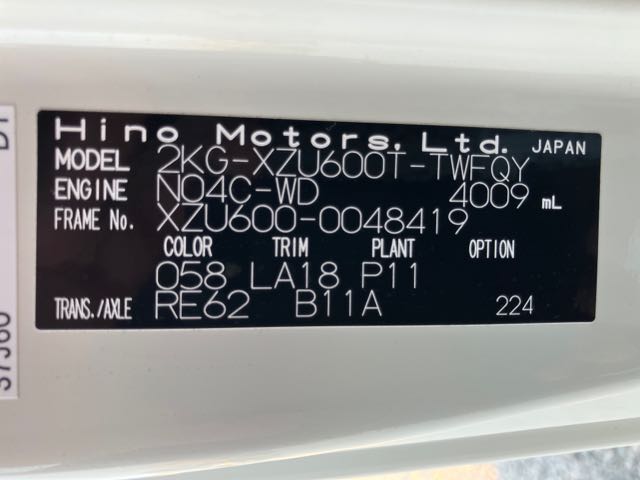 Hino Motors, Ltd. JAPAN
MODEL 2KG-XZU600T-TWFQY
ENGINE N04C-WD 4009 mL
FRAME No. XZU600-0048419
COLOR TRIM PLANT OPTION
058 LA18 P11
TRANS./AXLE RE62 B11A 224